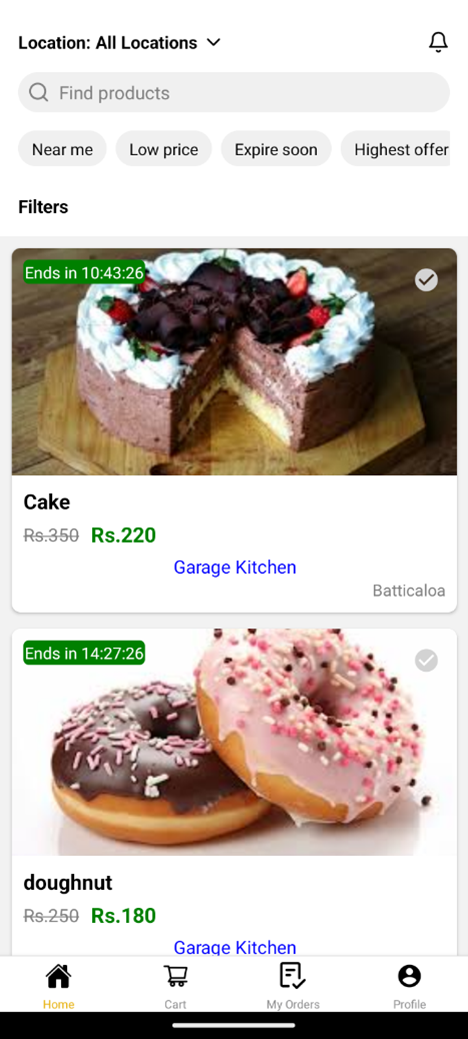 Location: All Locations
Find products
Near me Low price Expire soon Highest offer
Filters
Ends in 10:43:26
Cake
Rs.350 Rs.220
Garage Kitchen
Batticaloa
Ends in 14:27:26
doughnut
Rs.250 Rs.180
Garage Kitchen
Home Cart My Orders Profile